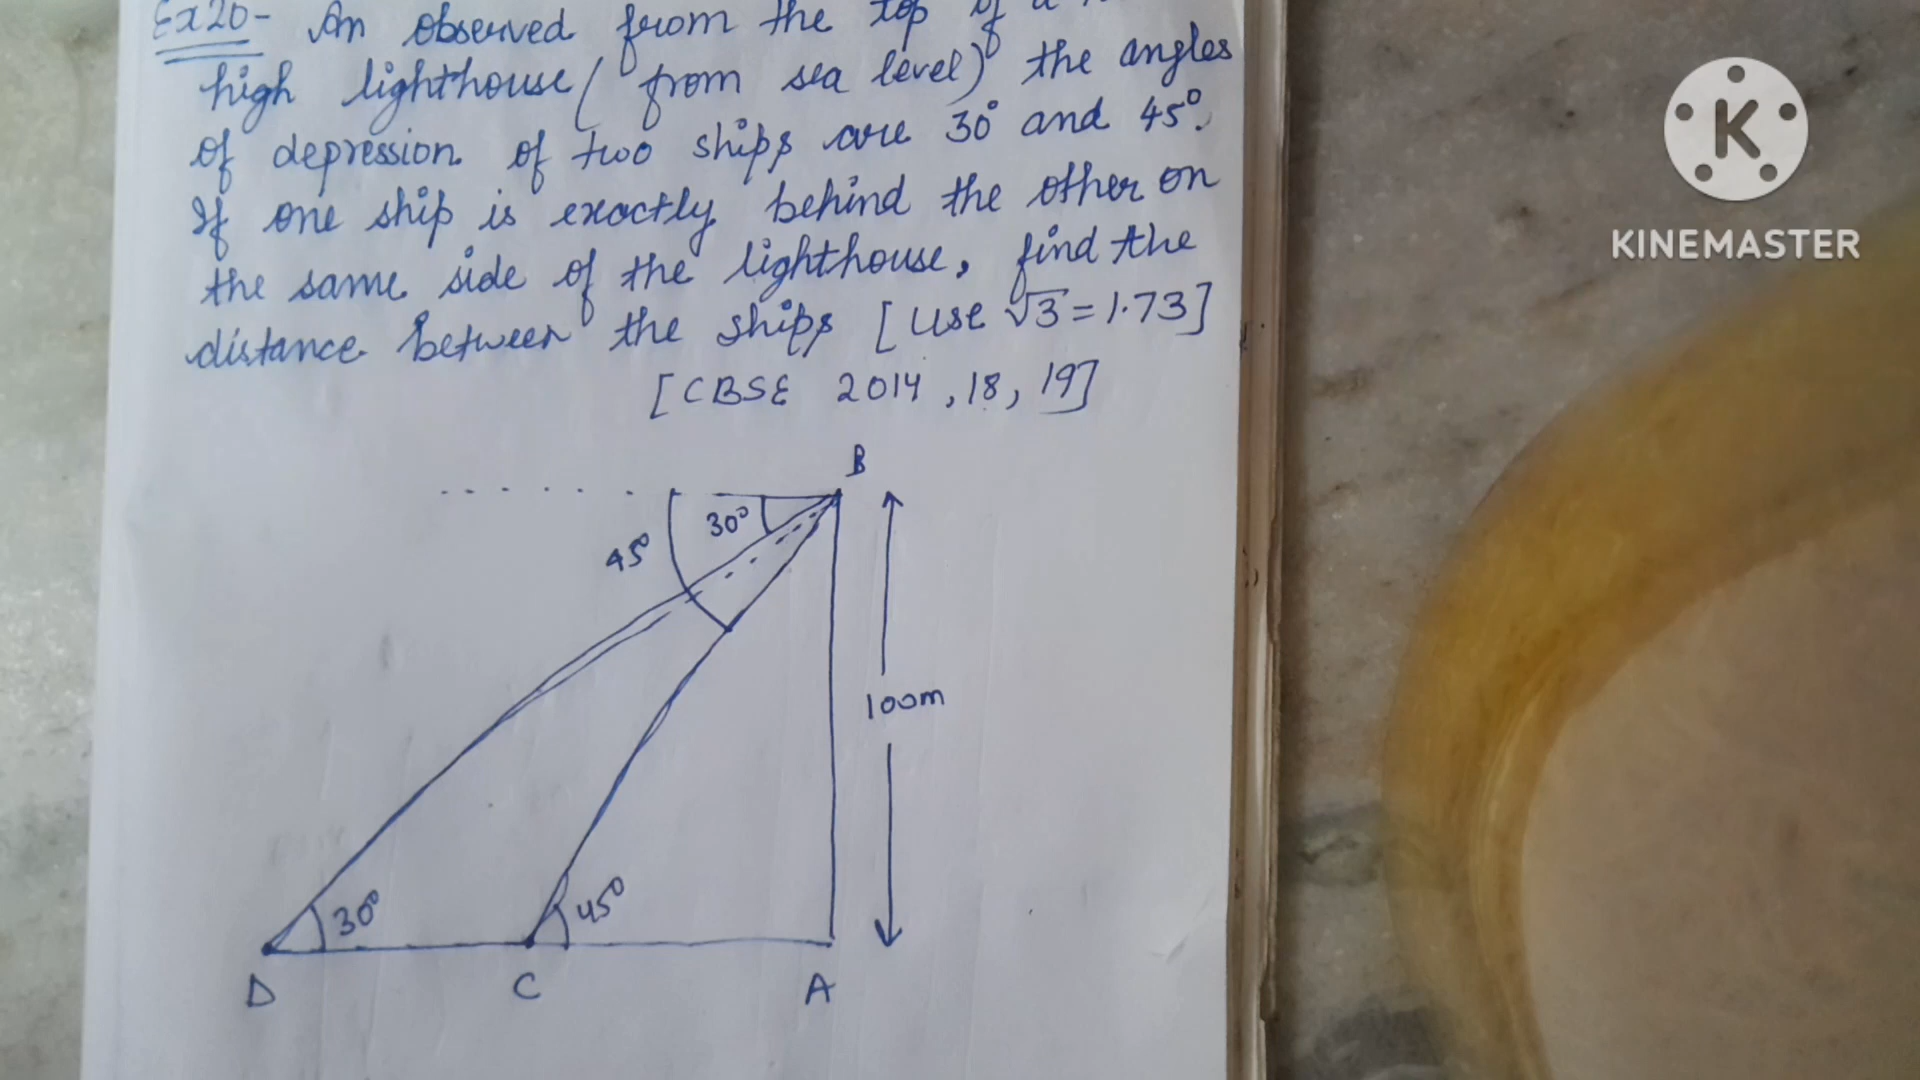 Ex20- An observed from the top of a
high lighthouse ( from sea level) the angles
of depression of two ships are 30° and 45°.
If one ship is exactly behind the other on
the same side of the lighthouse, find the
distance between the ships [ Use √3 = 1.73]
[CBSE 2014, 18, 19]
B
30°
45°
100m
30°
45°
D C A
K
KINEMASTER